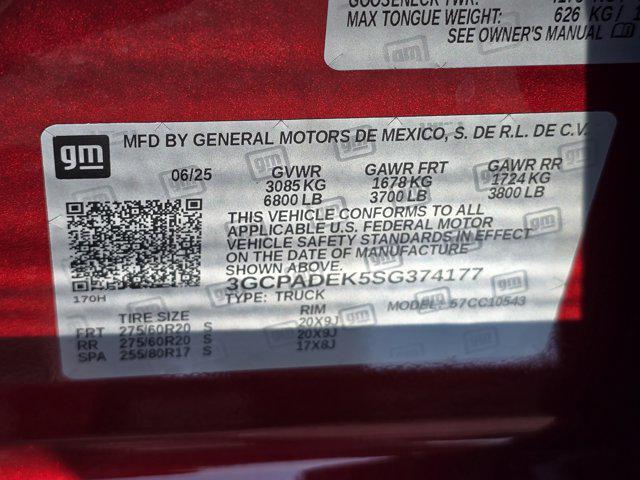 MAX TONGUE WEIGHT: 626 KG /
SEE OWNER'S MANUAL
gm
MFD BY GENERAL MOTORS DE MEXICO, S. DE R.L. DE C.V.
06/25 GVWR GAWR FRT GAWR RR
3085 KG 1678 KG 1724 KG
6800 LB 3700 LB 3800 LB
THIS VEHICLE CONFORMS TO ALL
APPLICABLE U.S. FEDERAL MOTOR
VEHICLE SAFETY STANDARDS IN EFFECT
ON THE DATE OF MANUFACTURE
SHOWN ABOVE.
3GCPADEK5SG374177
170H
TYPE: TRUCK MODEL: 57CC10543
TIRE SIZE RIM
FRT 275/60R20 S 20X9J
RR 275/60R20 S 20X9J
SPA 255/80R17 S 17X8J